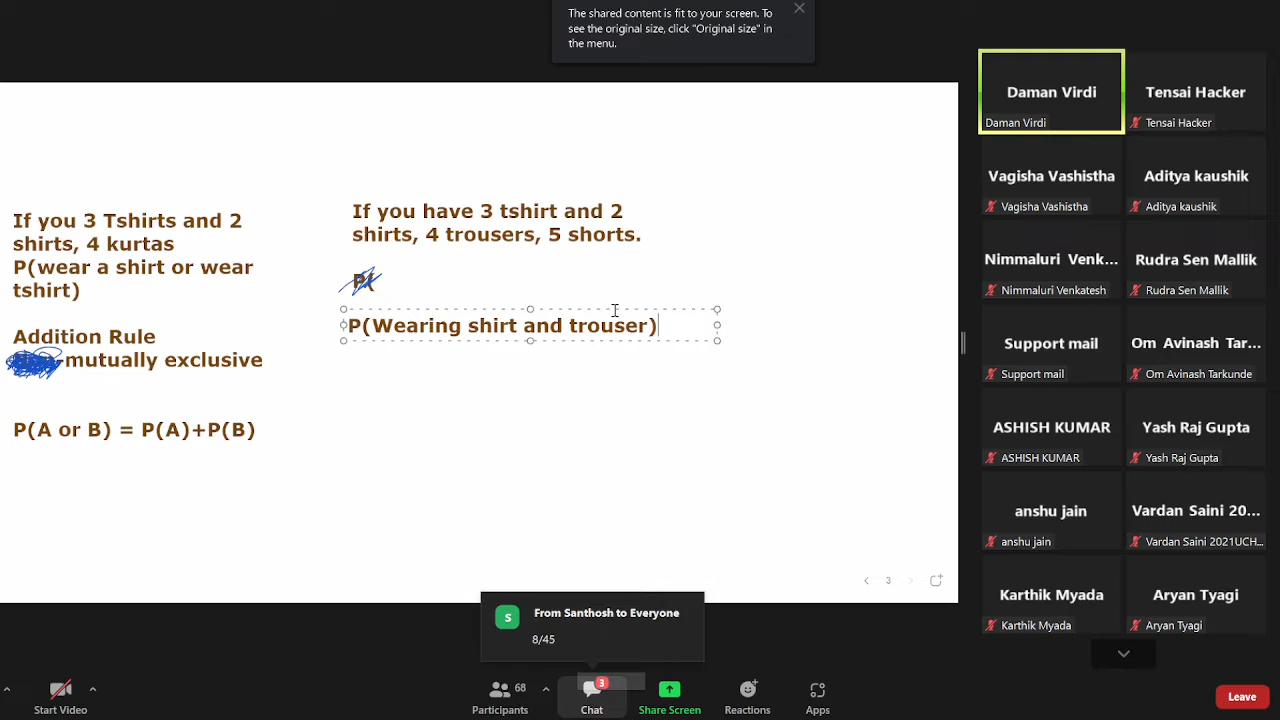 The shared content is fit to your screen. To
see the original size, click "Original size" in
the menu.
If you 3 Tshirts and 2
shirts, 4 kurtas
P(wear a shirt or wear
tshirt)
Addition Rule
-mutually exclusive
P(A or B) = P(A)+P(B)
If you have 3 tshirt and 2
shirts, 4 trousers, 5 shorts.
P(
P(Wearing shirt and trouser)
3
Daman Virdi
Daman Virdi
Tensai Hacker
Tensai Hacker
Vagisha Vashistha
Vagisha Vashistha
Aditya kaushik
Aditya kaushik
Nimmaluri Venk...
Nimmaluri Venkatesh
Rudra Sen Mallik
Rudra Sen Mallik
Support mail
Support mail
Om Avinash Tar...
Om Avinash Tarkunde
ASHISH KUMAR
ASHISH KUMAR
Yash Raj Gupta
Yash Raj Gupta
anshu jain
anshu jain
Vardan Saini 20...
Vardan Saini 2021UCH...
Karthik Myada
Karthik Myada
Aryan Tyagi
Aryan Tyagi
S
From Santhosh to Everyone
8/45
Start Video
68
Participants
3
Chat
Share Screen
Reactions
Apps
Leave